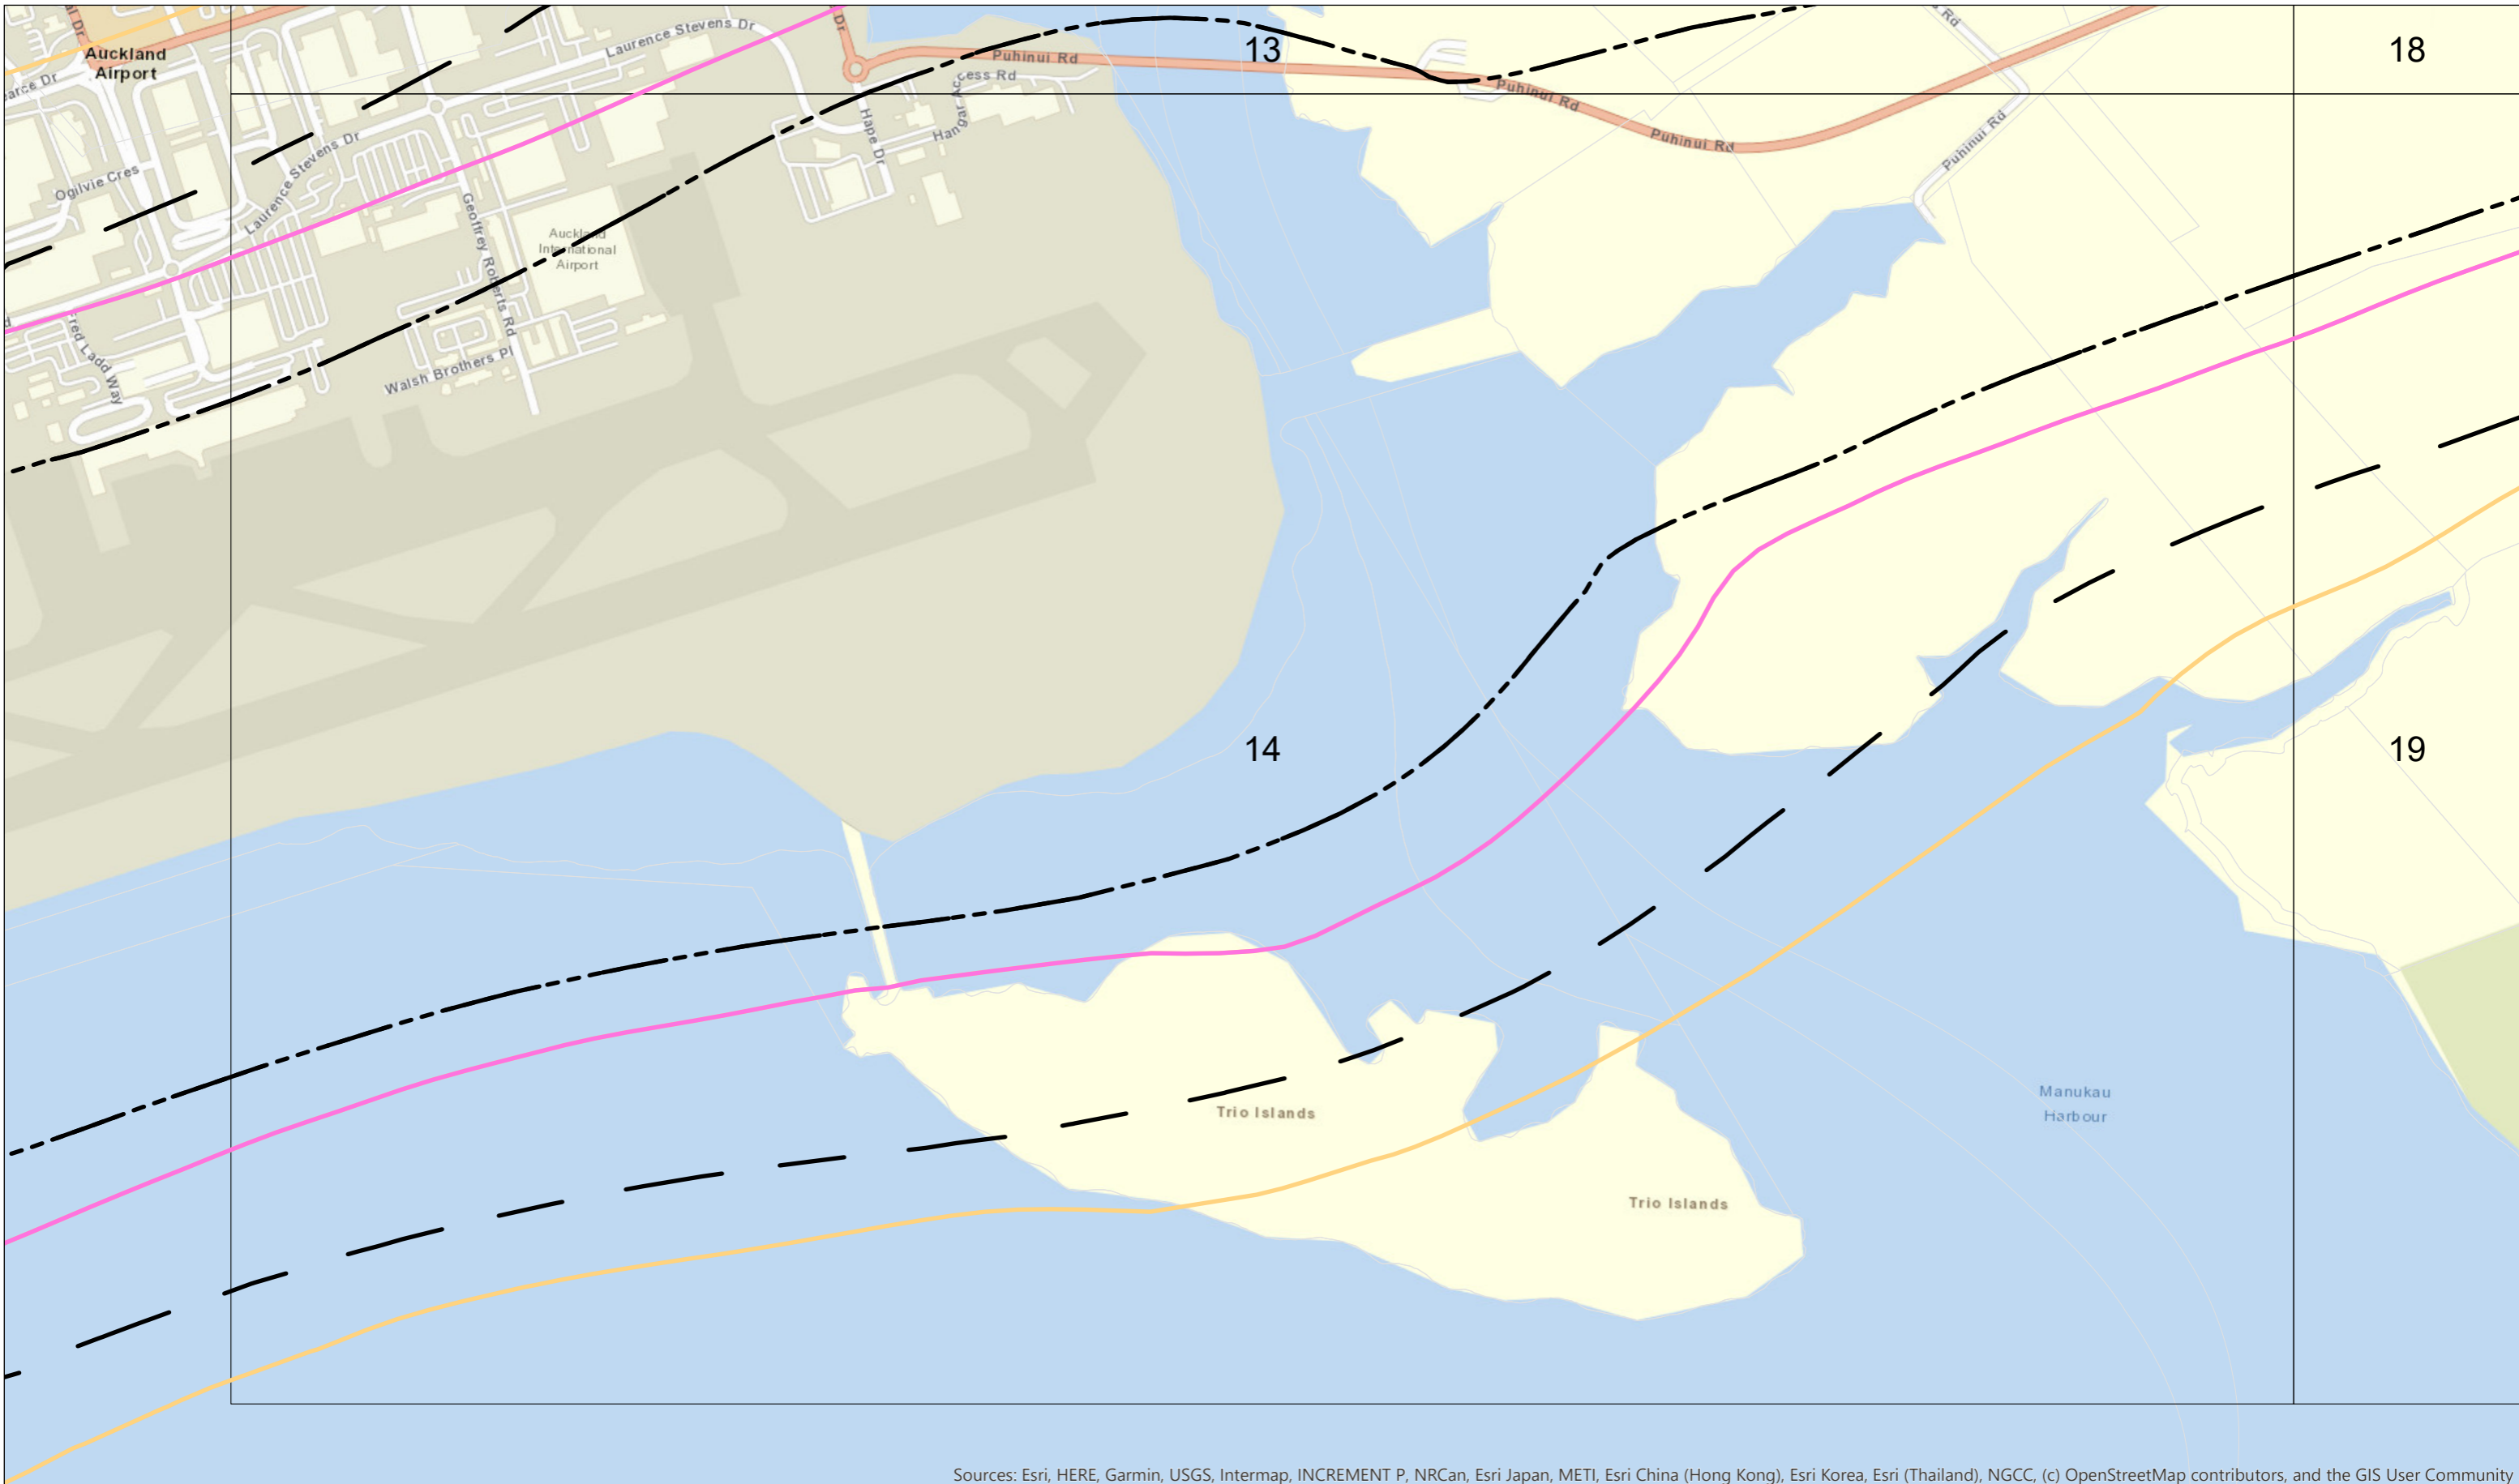 Auckland
Airport
Laurence Stevens Dr
Dr
Puhinui Rd
Hangar Access Rd
13
18
Puhinui Rd
Puhinui Rd
Puhinui Rd
Hape Dr
Laurence Stevens Dr
Ogilvie Cres
Geoffrey Roberts Rd
Auckland
International
Airport
Fred Ladd Way
Walsh Brothers Pl
14
19
Manukau
Harbour
Trio Islands
Trio Islands
Sources: Esri, HERE, Garmin, USGS, Intermap, INCREMENT P, NRCan, Esri Japan, METI, Esri China (Hong Kong), Esri Korea, Esri (Thailand), NGCC, (c) OpenStreetMap contributors, and the GIS User Community